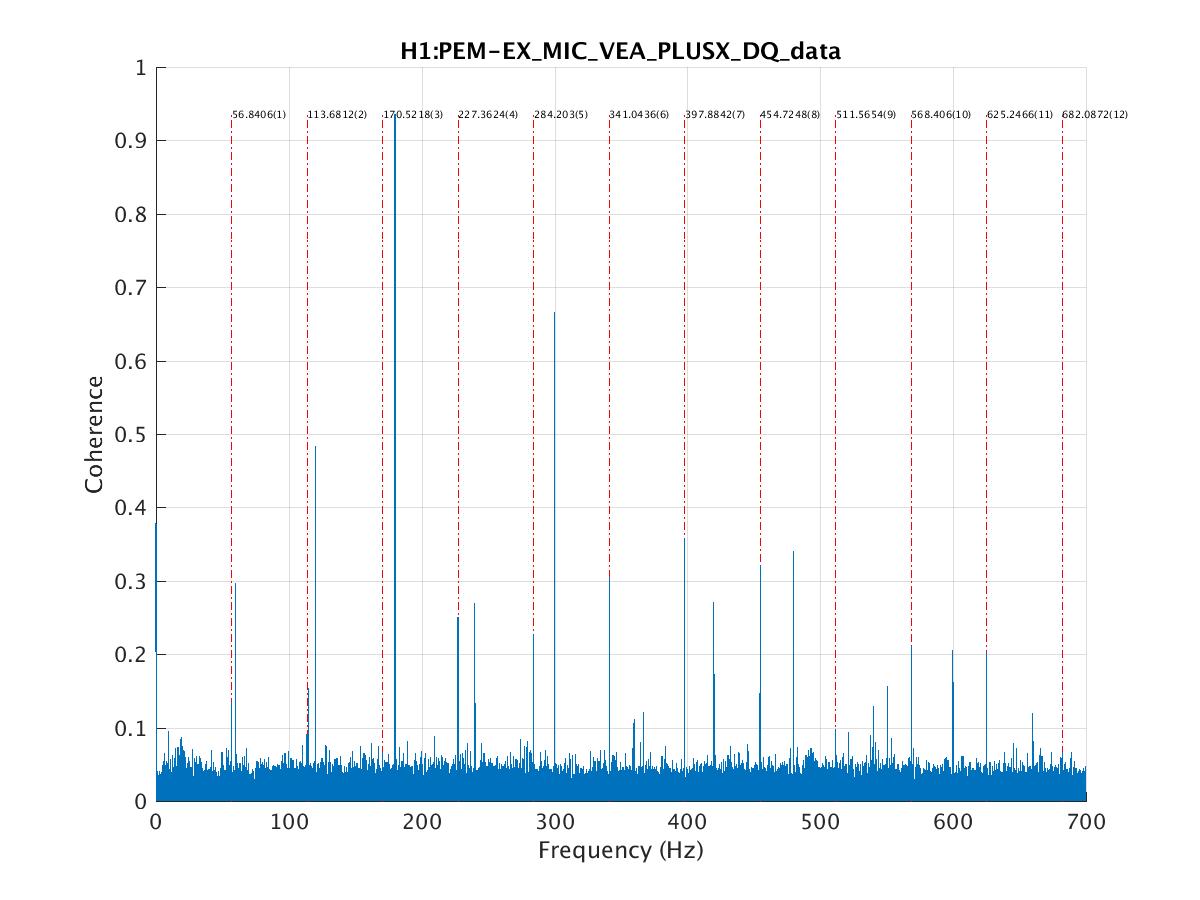 H1:PEM-EX_MIC_VEA_PLUSX_DQ_data
1
56.8406(1) 113.6812(2) 170.5218(3) 227.3624(4) 284.203(5) 341.0436(6) 397.8842(7) 454.7248(8) 511.5654(9) 568.406(10) 625.2466(11) 682.0872(12)
0.9
0.8
0.7
0.6
0.5
0.4
0.3
0.2
0.1
0
Coherence
0 100 200 300 400 500 600 700
Frequency (Hz)